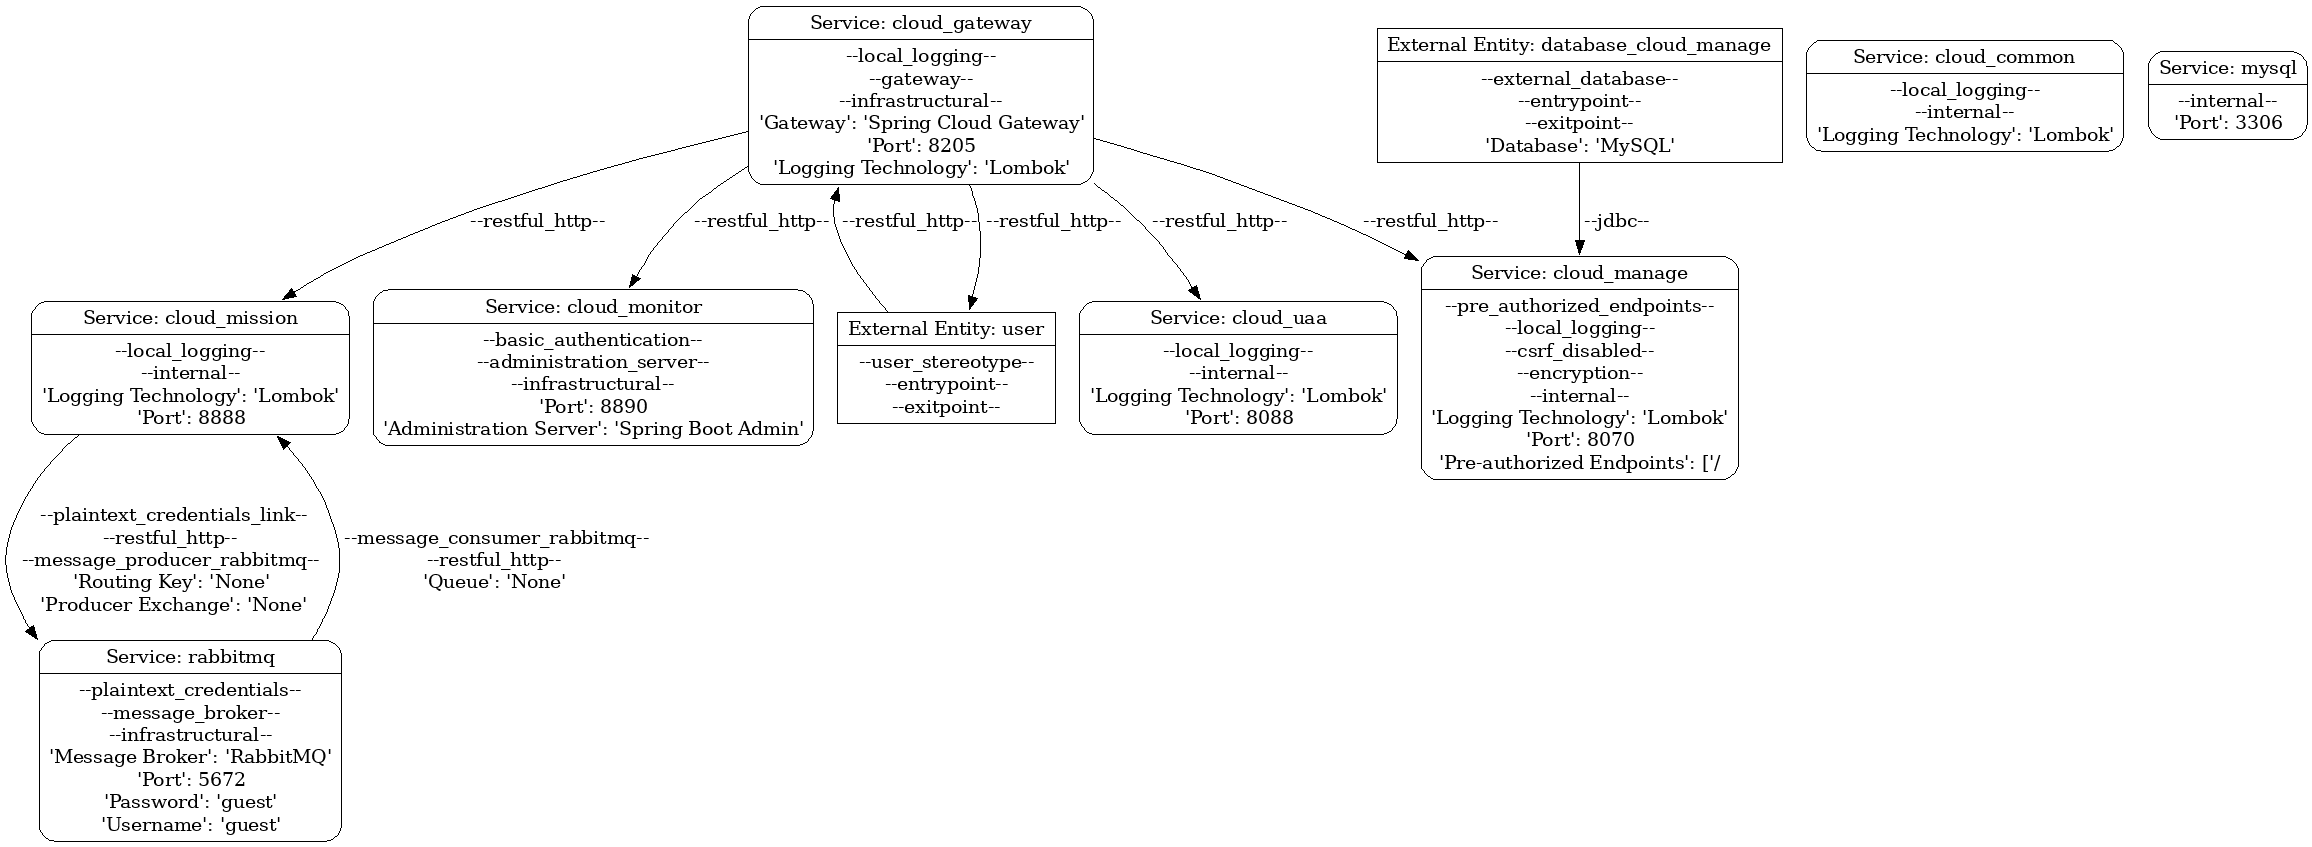 Service: cloud_gateway
--local_logging--
--gateway--
--infrastructural--
'Gateway': 'Spring Cloud Gateway'
'Port': 8205
'Logging Technology': 'Lombok'
External Entity: database_cloud_manage
--external_database--
--entrypoint--
--exitpoint--
'Database': 'MySQL'
Service: cloud_common
--local_logging--
--internal--
'Logging Technology': 'Lombok'
Service: mysql
--internal--
'Port': 3306
--restful_http--
--restful_http--
--restful_http--
--restful_http--
--restful_http--
--restful_http--
--jdbc--
Service: cloud_mission
--local_logging--
--internal--
'Logging Technology': 'Lombok'
'Port': 8888
Service: cloud_monitor
--basic_authentication--
--administration_server--
--infrastructural--
'Port': 8890
'Administration Server': 'Spring Boot Admin'
External Entity: user
--user_stereotype--
--entrypoint--
--exitpoint--
Service: cloud_uaa
--local_logging--
--internal--
'Logging Technology': 'Lombok'
'Port': 8088
Service: cloud_manage
--pre_authorized_endpoints--
--local_logging--
--csrf_disabled--
--encryption--
--internal--
'Logging Technology': 'Lombok'
'Port': 8070
'Pre-authorized Endpoints': ['/
--plaintext_credentials_link--
--restful_http--
--message_producer_rabbitmq--
'Routing Key': 'None'
'Producer Exchange': 'None'
--message_consumer_rabbitmq--
--restful_http--
'Queue': 'None'
Service: rabbitmq
--plaintext_credentials--
--message_broker--
--infrastructural--
'Message Broker': 'RabbitMQ'
'Port': 5672
'Password': 'guest'
'Username': 'guest'